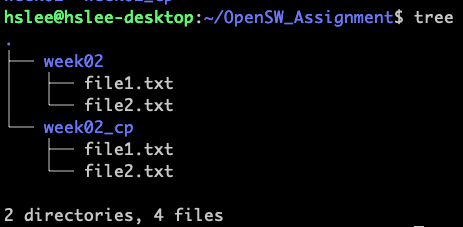 hslee@hslee-desktop:~/OpenSW_Assignment$ tree
.
├── week02
│   ├── file1.txt
│   └── file2.txt
└── week02_cp
    ├── file1.txt
    └── file2.txt
2 directories, 4 files